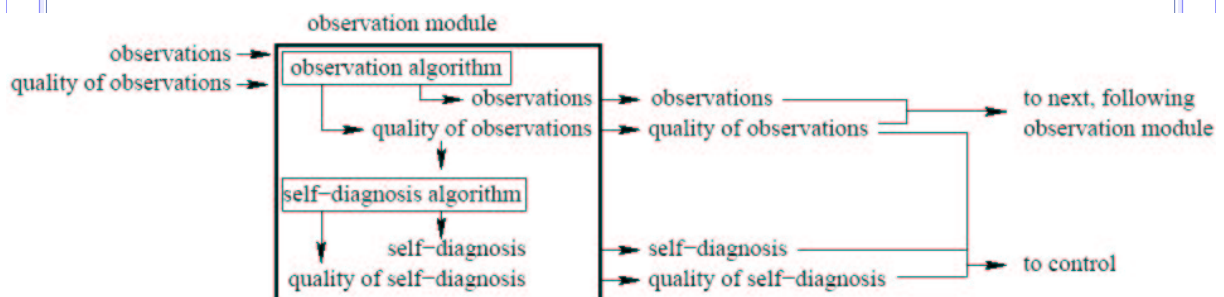 observation module
observations
quality of observations
observation algorithm
observations
quality of observations
self-diagnosis algorithm
self-diagnosis
quality of self-diagnosis
observations
quality of observations
self-diagnosis
quality of self-diagnosis
to next, following
observation module
to control